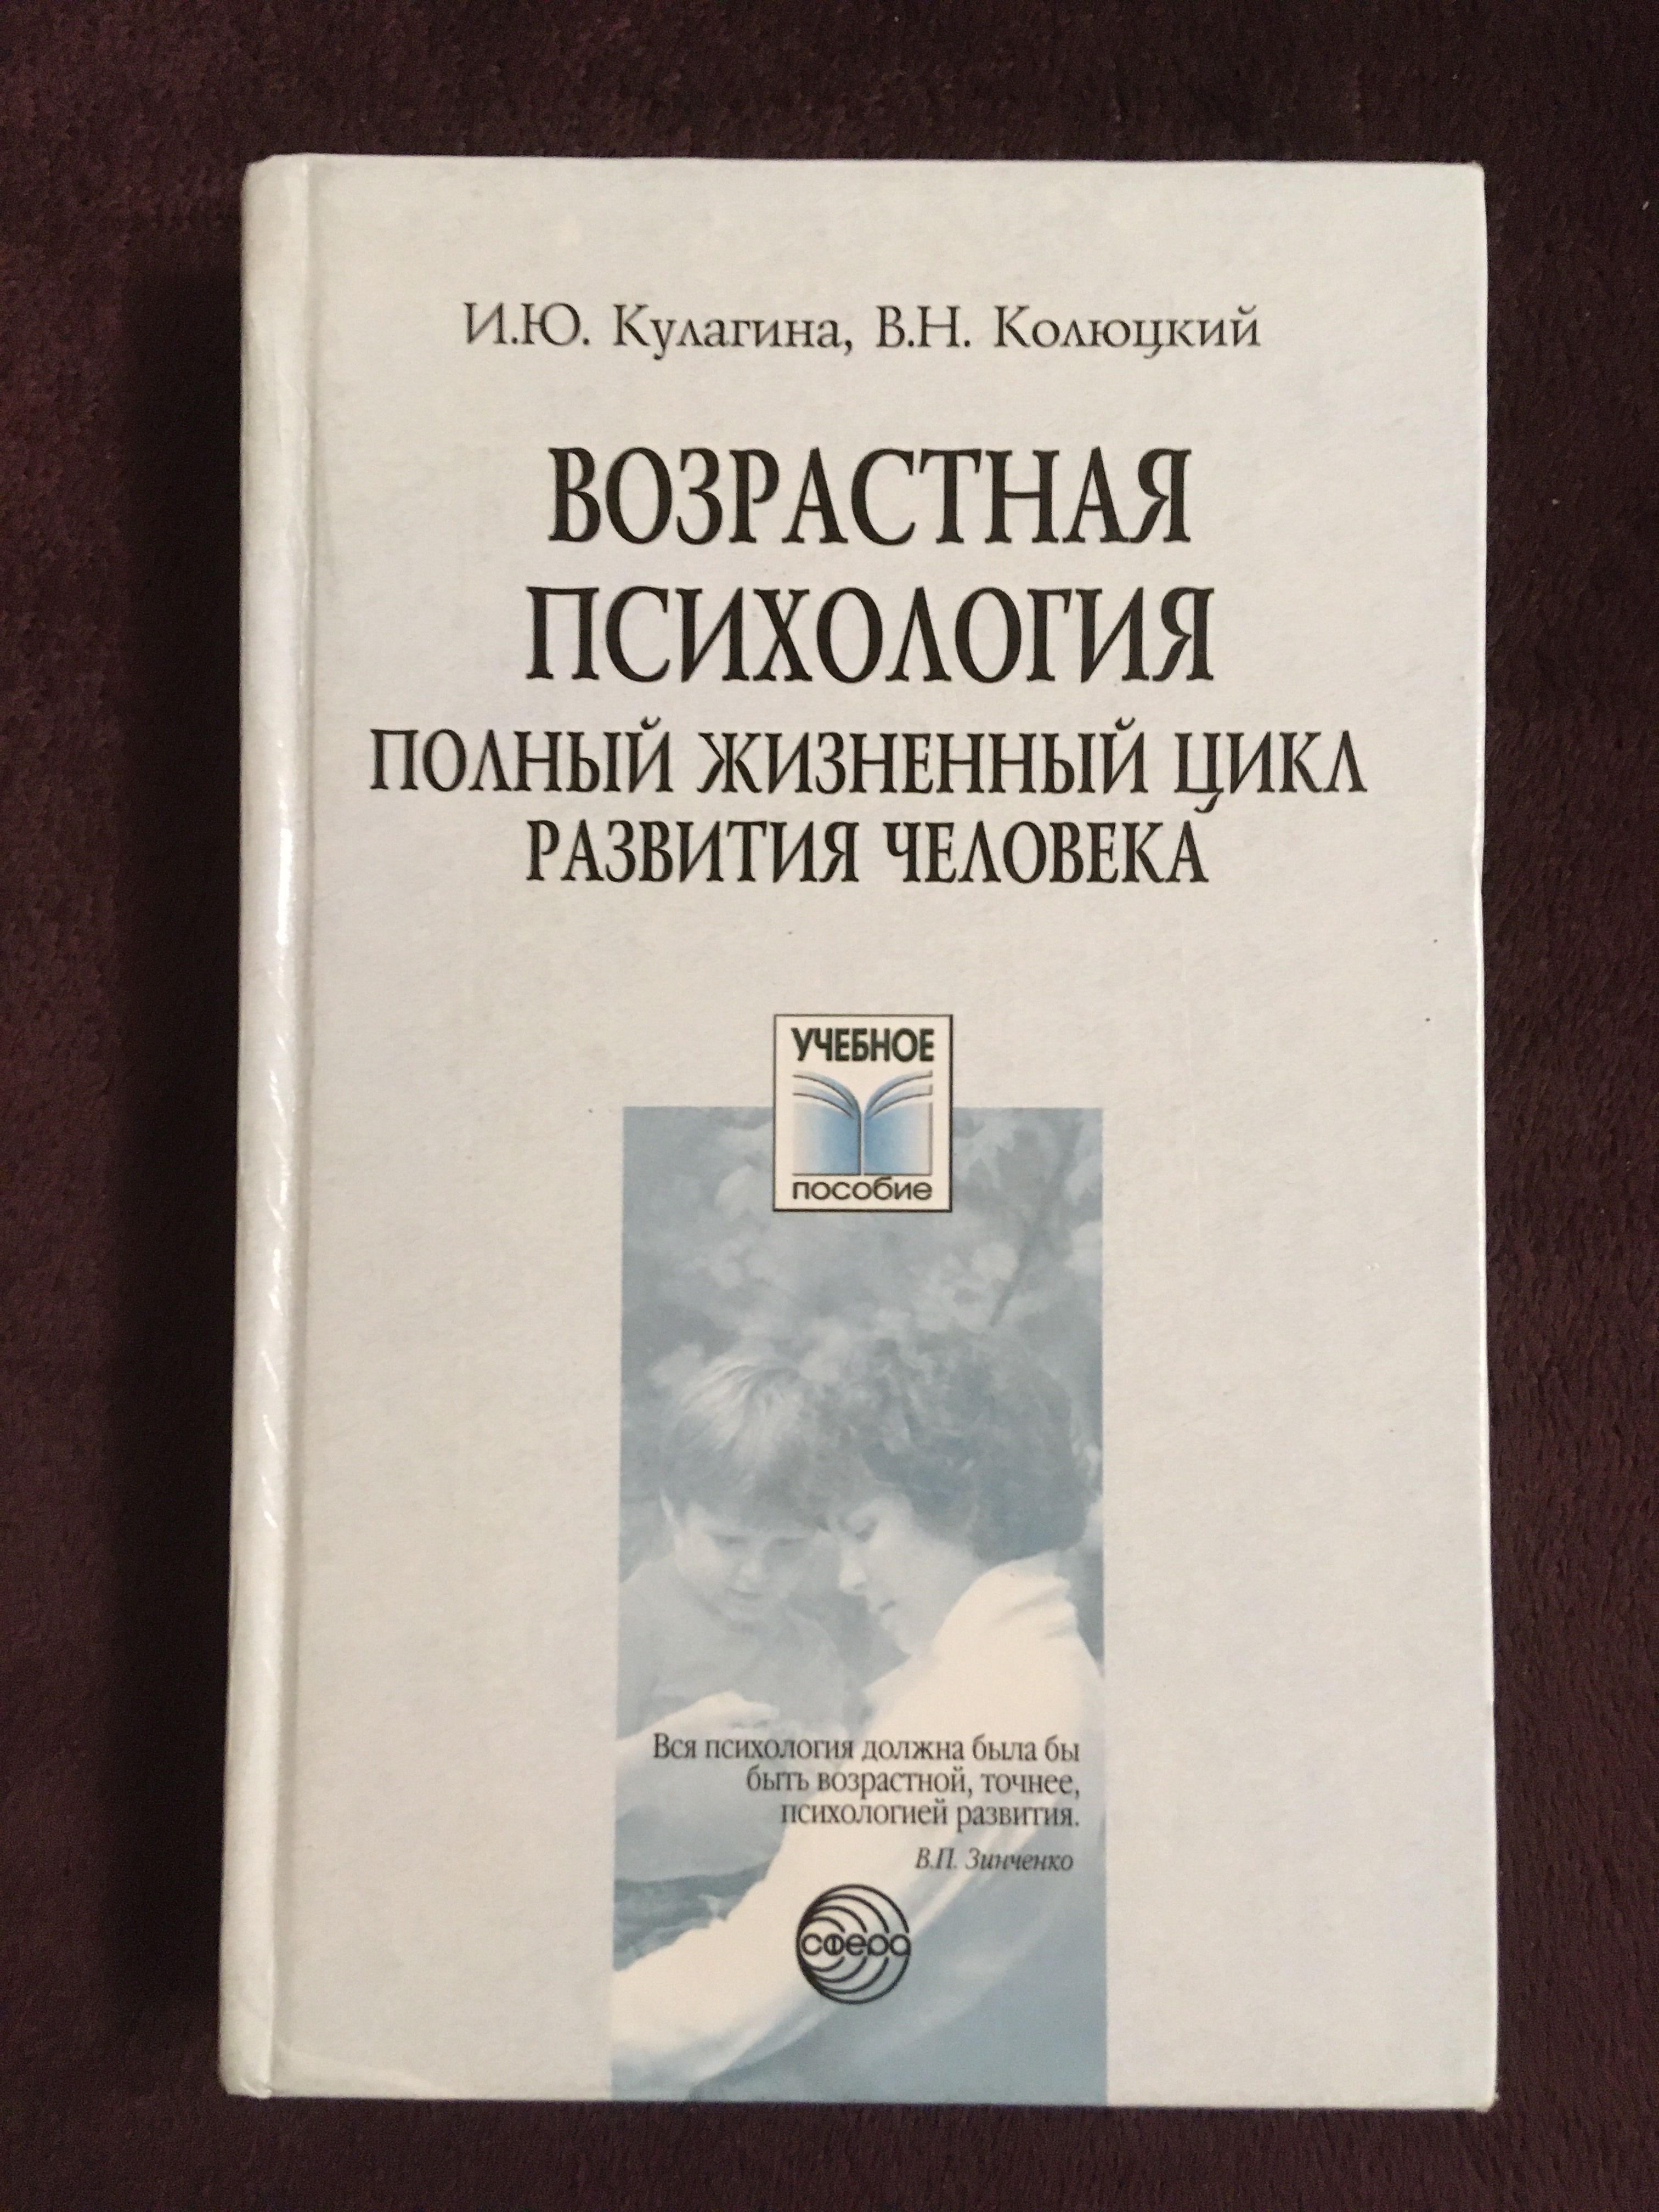 И.Ю. Кулагина, В.Н. Колюцкий
ВОЗРАСТНАЯ
ПСИХОЛОГИЯ
ПОЛНЫЙ ЖИЗНЕННЫЙ ЦИКЛ
РАЗВИТИЯ ЧЕЛОВЕКА
УЧЕБНОЕ
пособие
Вся психология должна была бы
быть возрастной, точнее,
психологией развития.
В.П. Зинченко
сфера